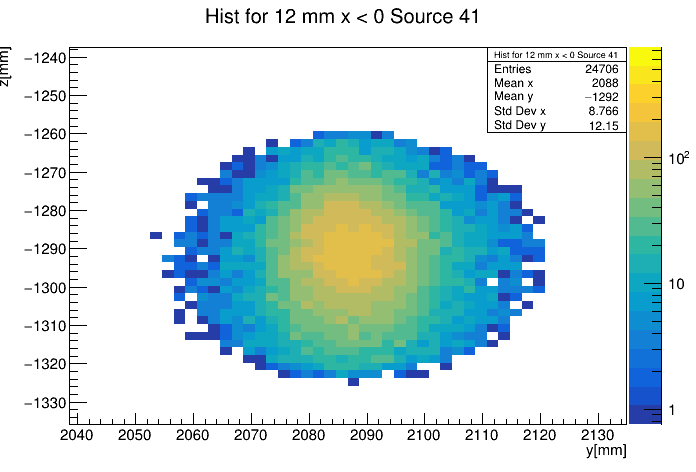 Hist for 12 mm x < 0 Source 41
z[mm]
Hist for 12 mm x < 0 Source 41
Entries 24706
Mean x 2088
Mean y −1292
Std Dev x 8.766
Std Dev y 12.15
−1240
−1250
−1260
−1270
−1280
−1290
−1300
−1310
−1320
−1330
10²
10
1
2040 2050 2060 2070 2080 2090 2100 2110 2120 2130
y[mm]